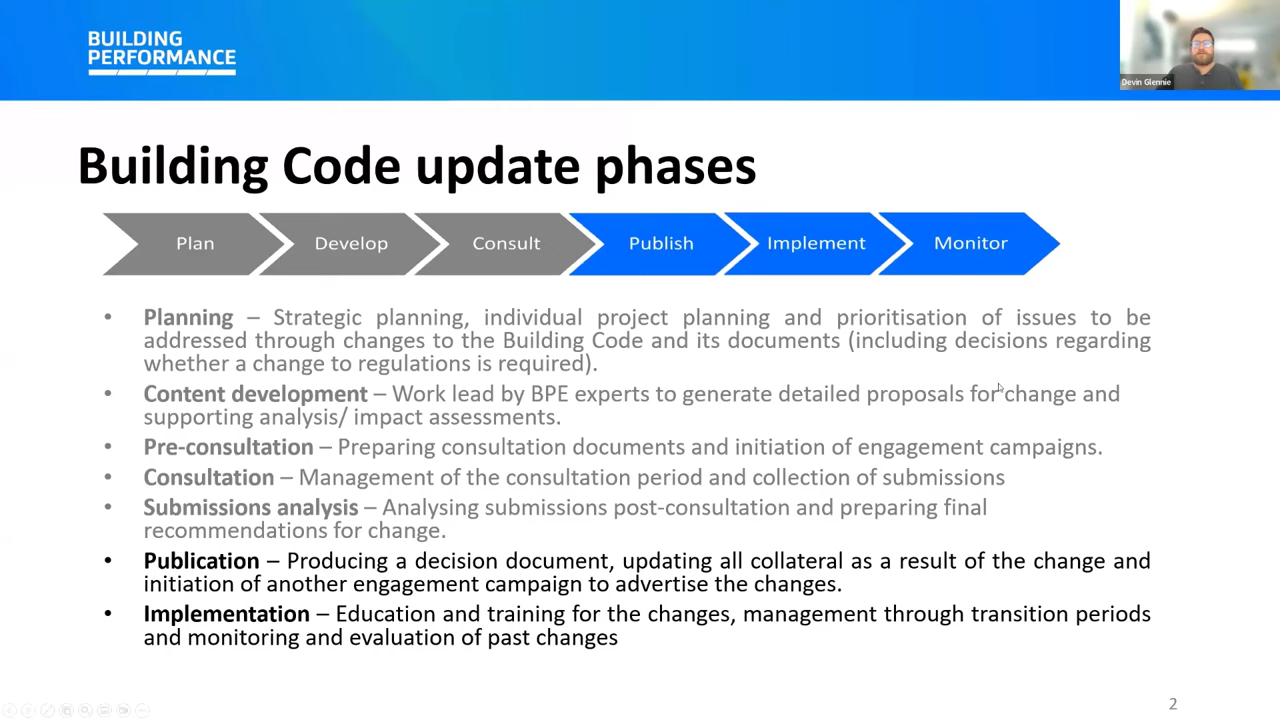 BUILDING
PERFORMANCE
Devin Glennie
Building Code update phases
Plan
Develop
Consult
Publish
Implement
Monitor
• Planning – Strategic planning, individual project planning and prioritisation of issues to be
addressed through changes to the Building Code and its documents (including decisions regarding
whether a change to regulations is required).
• Content development – Work lead by BPE experts to generate detailed proposals for change and
supporting analysis/ impact assessments.
• Pre-consultation – Preparing consultation documents and initiation of engagement campaigns.
• Consultation – Management of the consultation period and collection of submissions
• Submissions analysis – Analysing submissions post-consultation and preparing final
recommendations for change.
• Publication – Producing a decision document, updating all collateral as a result of the change and
initiation of another engagement campaign to advertise the changes.
• Implementation – Education and training for the changes, management through transition periods
and monitoring and evaluation of past changes
2